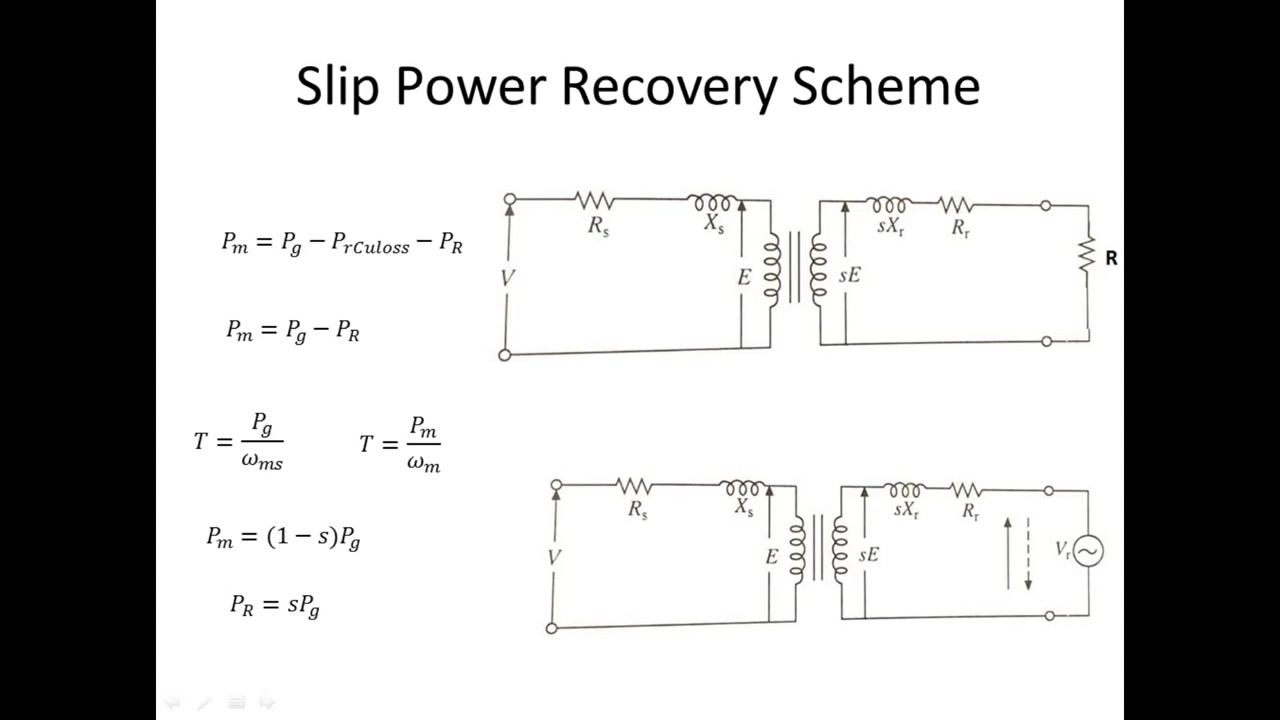 Slip Power Recovery Scheme
P_m = P_g − P_rCuloss − P_R
P_m = P_g − P_R
T = P_g / ω_ms
T = P_m / ω_m
P_m = (1 − s)P_g
P_R = sP_g
R_s
X_s
V
E
sE
sX_r
R_r
R
R_s
X_s
V
E
sE
sX_r
R_r
V_r